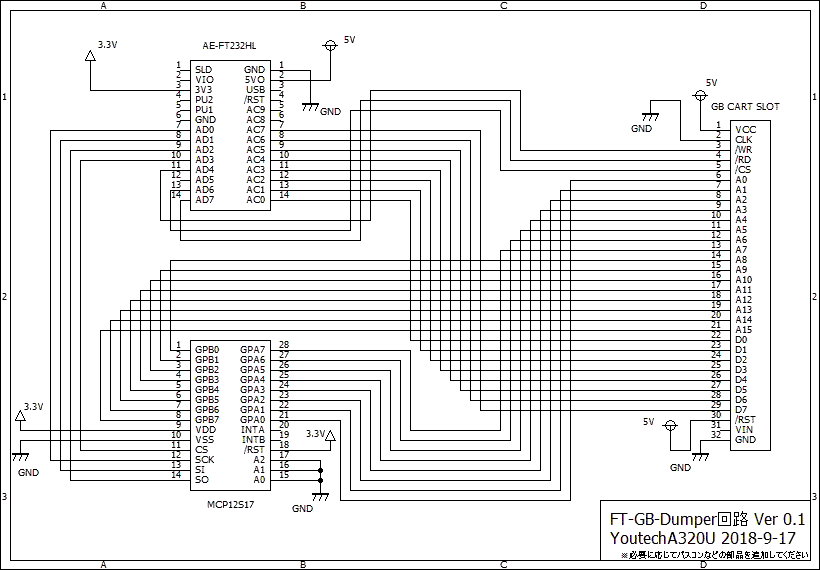 A B C D
AE-FT232HL
3.3V
5V
1 SLD GND 1
2 VIO 5VO 2
3 3V3 USB 3
4 PU2 /RST 4
5 PU1 AC9 5
6 GND AC8 6
7 AD0 AC7 7
8 AD1 AC6 8
9 AD2 AC5 9
10 AD3 AC4 10
11 AD4 AC3 11
12 AD5 AC2 12
13 AD6 AC1 13
14 AD7 AC0 14
GND
5V
GB CART SLOT
GND
1 VCC
2 CLK
3 /WR
4 /RD
5 /CS
6 A0
7 A1
8 A2
9 A3
10 A4
11 A5
12 A6
13 A7
14 A8
15 A9
16 A10
17 A11
18 A12
19 A13
20 A14
21 A15
22 D0
23 D1
24 D2
25 D3
26 D4
27 D5
28 D6
29 D7
30 /RST
31 VIN
32 GND
5V
GND
1 GPB0 GPA7 28
2 GPB1 GPA6 27
3 GPB2 GPA5 26
4 GPB3 GPA4 25
5 GPB4 GPA3 24
6 GPB5 GPA2 23
7 GPB6 GPA1 22
8 GPB7 GPA0 21
9 VDD INTA 20
10 VSS INTB 19
11 CS /RST 18
12 SCK A2 17
13 SI A1 16
14 SO A0 15
MCP12S17
3.3V
GND
3.3V
GND
1 1
2 2
3 3
FT-GB-Dumper回路 Ver 0.1
YoutechA320U 2018-9-17
※必要に応じてパスコンなどの部品を追加してください
A B C D